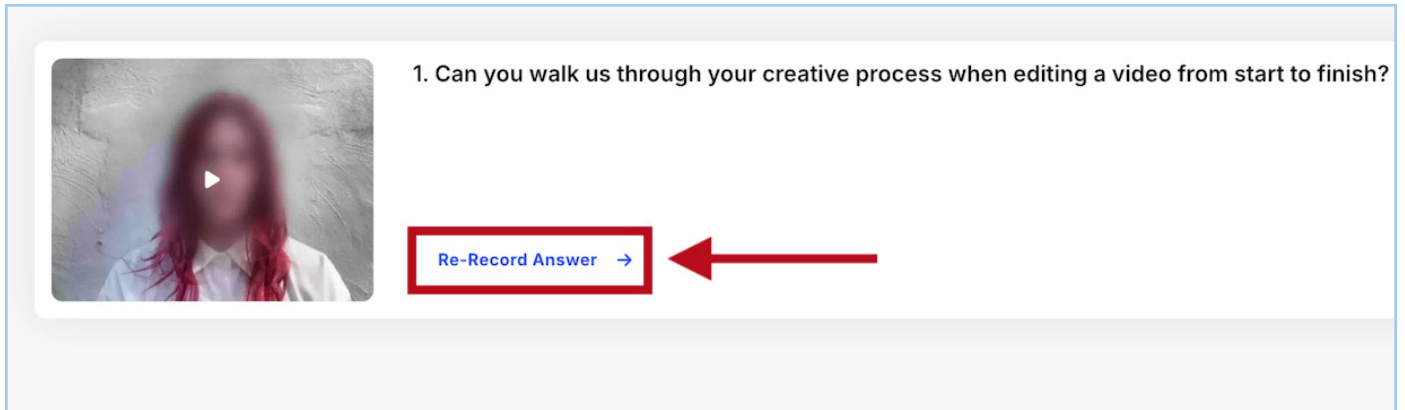 1. Can you walk us through your creative process when editing a video from start to finish?
Re-Record Answer →